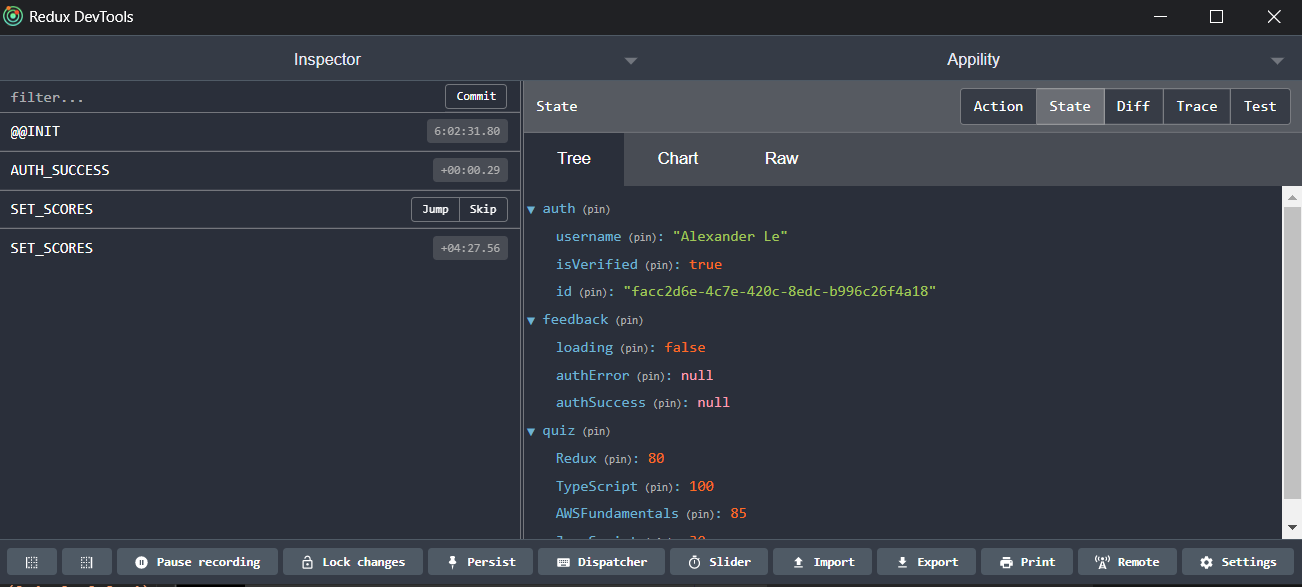 Redux DevTools
Inspector
Appility
filter...
Commit
@@INIT
6:02:31.80
AUTH_SUCCESS
+00:00.29
SET_SCORES
Jump
Skip
SET_SCORES
+04:27.56
State
Action
State
Diff
Trace
Test
Tree
Chart
Raw
auth (pin)
username (pin): "Alexander Le"
isVerified (pin): true
id (pin): "facc2d6e-4c7e-420c-8edc-b996c26f4a18"
feedback (pin)
loading (pin): false
authError (pin): null
authSuccess (pin): null
quiz (pin)
Redux (pin): 80
TypeScript (pin): 100
AWSFundamentals (pin): 85
Pause recording
Lock changes
Persist
Dispatcher
Slider
Import
Export
Print
Remote
Settings